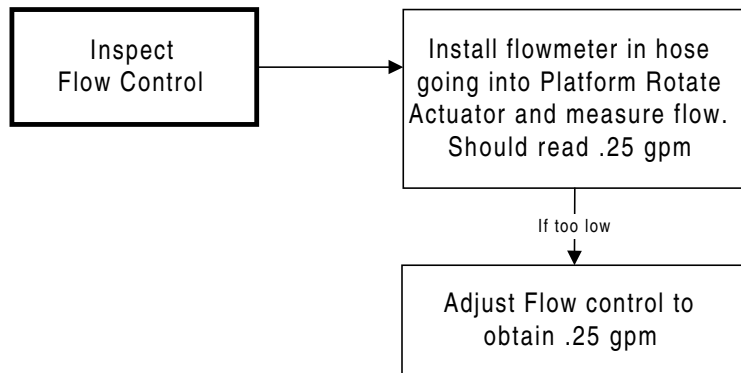 Inspect
Flow Control
Install flowmeter in hose
going into Platform Rotate
Actuator and measure flow.
Should read .25 gpm
If too low
Adjust Flow control to
obtain .25 gpm